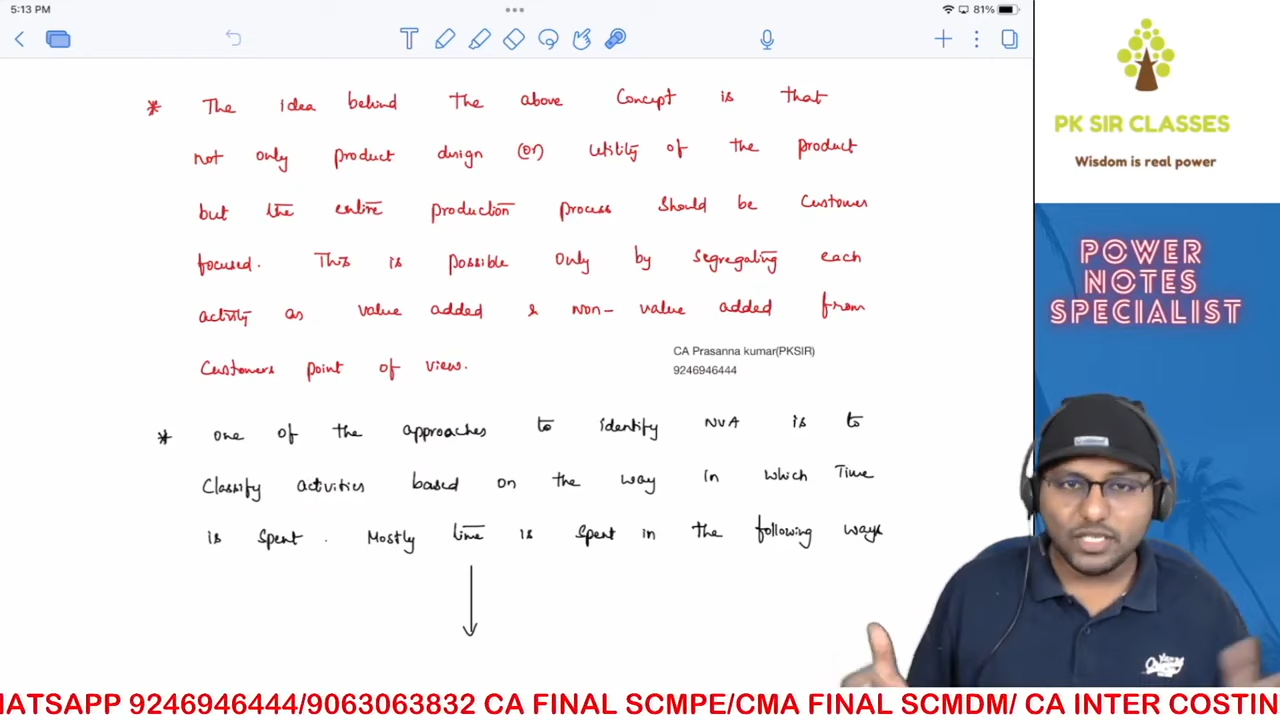 5:13 PM
81%
T
* The idea behind the above concept is that
not only product design (or) utility of the product
but the entire production process should be customer
focused. This is possible only by segregating each
activity as value added & non-value added from
customers point of view.
CA Prasanna kumar(PKSIR)
9246946444
* one of the approaches to identify NVA is to
classify activities based on the way in which Time
is spent. Mostly time is spent in the following ways
PK SIR CLASSES
Wisdom is real power
POWER
NOTES
SPECIALIST
HATSAPP 9246946444/9063063832 CA FINAL SCMPE/CMA FINAL SCMDM/ CA INTER COSTIN